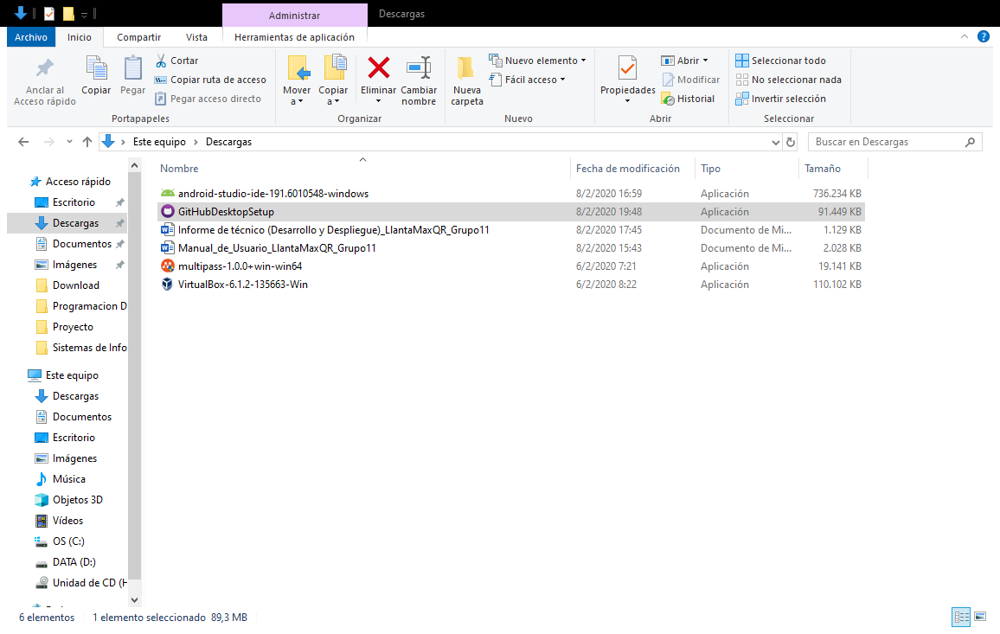 Administrar
Descargas
Archivo
Inicio
Compartir
Vista
Herramientas de aplicación
Anclar al
Acceso rápido
Copiar
Pegar
Cortar
Copiar ruta de acceso
Pegar acceso directo
Portapapeles
Mover
a
Copiar
a
Eliminar
Cambiar
nombre
Organizar
Nueva
carpeta
Nuevo elemento
Fácil acceso
Nuevo
Propiedades
Abrir
Modificar
Historial
Abrir
Seleccionar todo
No seleccionar nada
Invertir selección
Seleccionar
Este equipo > Descargas
Buscar en Descargas
Acceso rápido
Escritorio
Descargas
Documentos
Imágenes
Download
Programacion D
Proyecto
Sistemas de Info
Este equipo
Descargas
Documentos
Escritorio
Imágenes
Música
Objetos 3D
Vídeos
OS (C:)
DATA (D:)
Unidad de CD (H
Nombre Fecha de modificación Tipo Tamaño
android-studio-ide-191.6010548-windows 8/2/2020 16:59 Aplicación 736.234 KB
GitHubDesktopSetup 8/2/2020 19:48 Aplicación 91.449 KB
Informe de técnico (Desarrollo y Despliegue)_LlantaMaxQR_Grupo11 8/2/2020 17:45 Documento de Mi... 1.129 KB
Manual_de_Usuario_LlantaMaxQR_Grupo11 8/2/2020 15:43 Documento de Mi... 2.028 KB
multipass-1.0.0+win-win64 6/2/2020 7:21 Aplicación 19.141 KB
VirtualBox-6.1.2-135663-Win 6/2/2020 8:22 Aplicación 110.102 KB
6 elementos 1 elemento seleccionado 89,3 MB